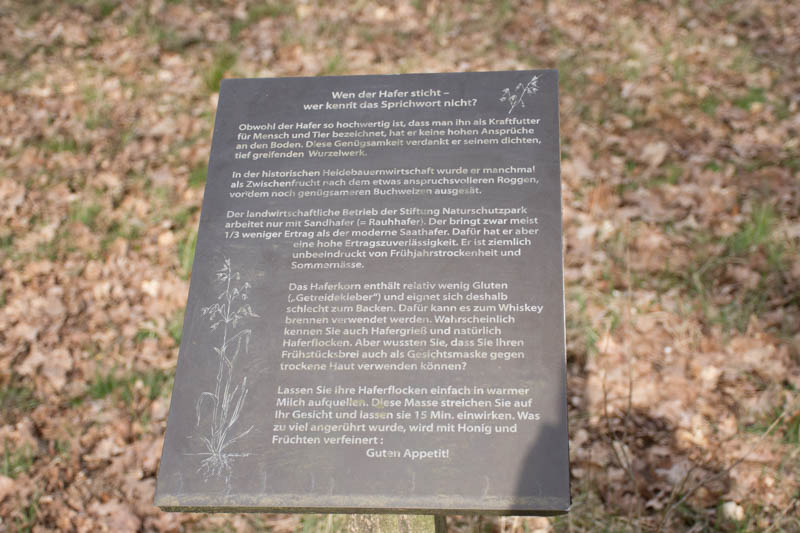 Wen der Hafer sticht –
wer kennt das Sprichwort nicht?
Obwohl der Hafer so hochwertig ist, dass man ihn als Kraftfutter
für Mensch und Tier bezeichnet, hat er keine hohen Ansprüche
an den Boden. Diese Genügsamkeit verdankt er seinem dichten,
tief greifenden Wurzelwerk.
In der historischen Heidebauernwirtschaft wurde er manchmal
als Zwischenfrucht nach dem etwas anspruchsvolleren Roggen,
vor dem noch genügsameren Buchweizen ausgesät.
Der landwirtschaftliche Betrieb der Stiftung Naturschutzpark
arbeitet nur mit Sandhafer (= Rauhhafer). Der bringt zwar meist
1/3 weniger Ertrag als der moderne Saathafer. Dafür hat er aber
eine hohe Ertragszuverlässigkeit. Er ist ziemlich
unbeeindruckt von Frühjahrstrockenheit und
Sommernässe.
Das Haferkorn enthält relativ wenig Gluten
(„Getreidekleber“) und eignet sich deshalb
schlecht zum Backen. Dafür kann es zum Whiskey
brennen verwendet werden. Wahrscheinlich
kennen Sie auch Hafergrieß und natürlich
Haferflocken. Aber wussten Sie, dass Sie Ihren
Frühstücksbrei auch als Gesichtsmaske gegen
trockene Haut verwenden können?
Lassen Sie ihre Haferflocken einfach in warmer
Milch aufquellen. Diese Masse streichen Sie auf
Ihr Gesicht und lassen sie 15 Min. einwirken. Was
zu viel angerührt wurde, wird mit Honig und
Früchten verfeinert :
Guten Appetit!